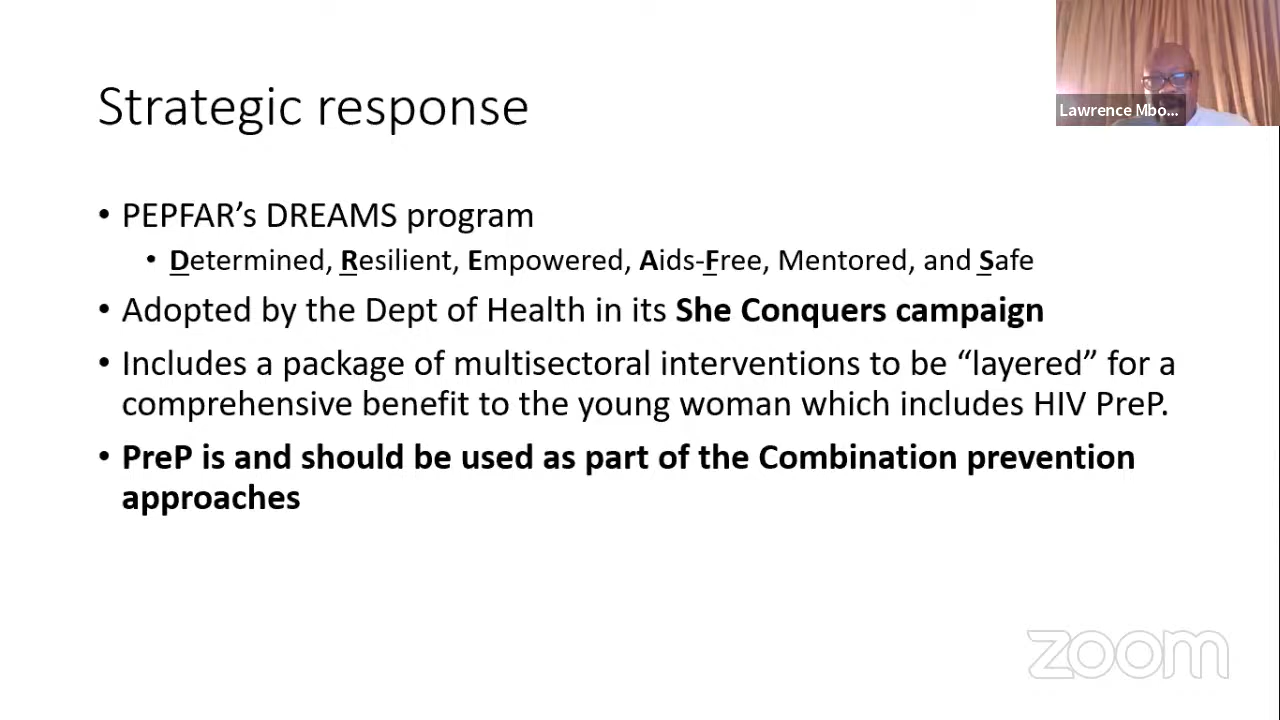 Strategic response
Lawrence Mbo...
• PEPFAR’s DREAMS program
• Determined, Resilient, Empowered, Aids-Free, Mentored, and Safe
• Adopted by the Dept of Health in its She Conquers campaign
• Includes a package of multisectoral interventions to be “layered” for a
comprehensive benefit to the young woman which includes HIV PreP.
• PreP is and should be used as part of the Combination prevention
approaches
zoom